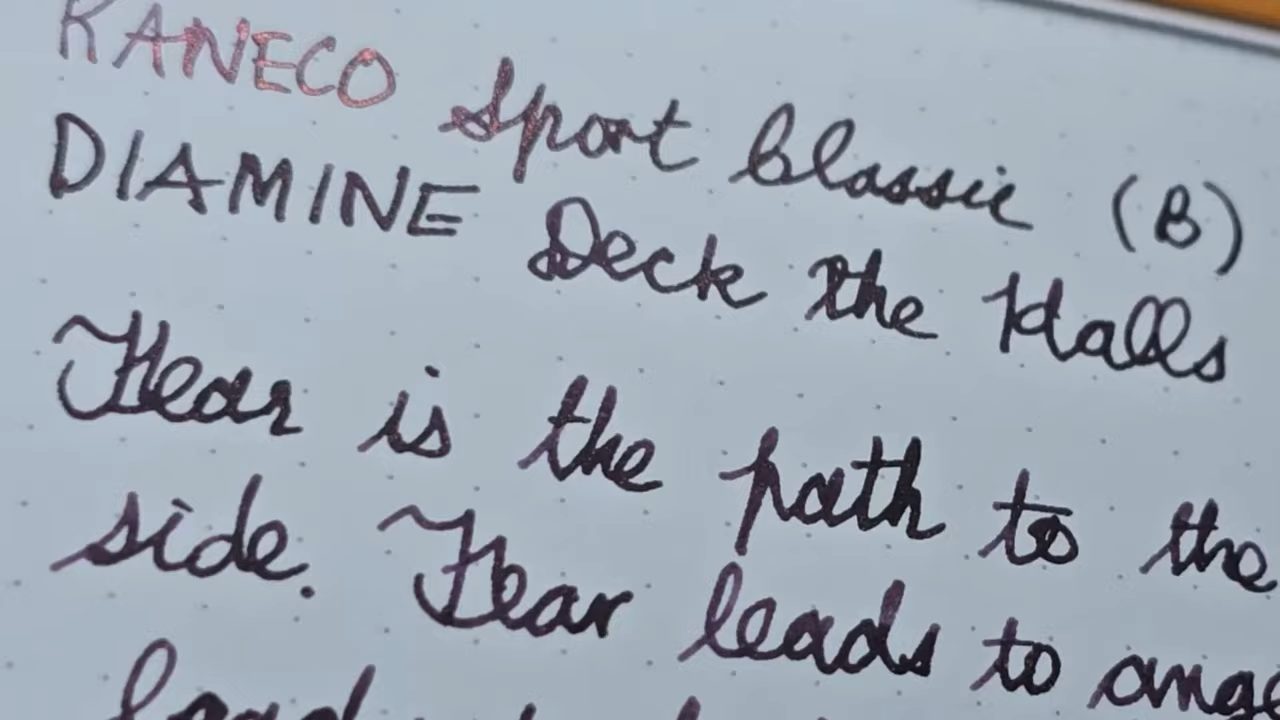 KANECO Sport Classic (B)
DIAMINE Deck the Halls
Fear is the path to the
side. Fear leads to